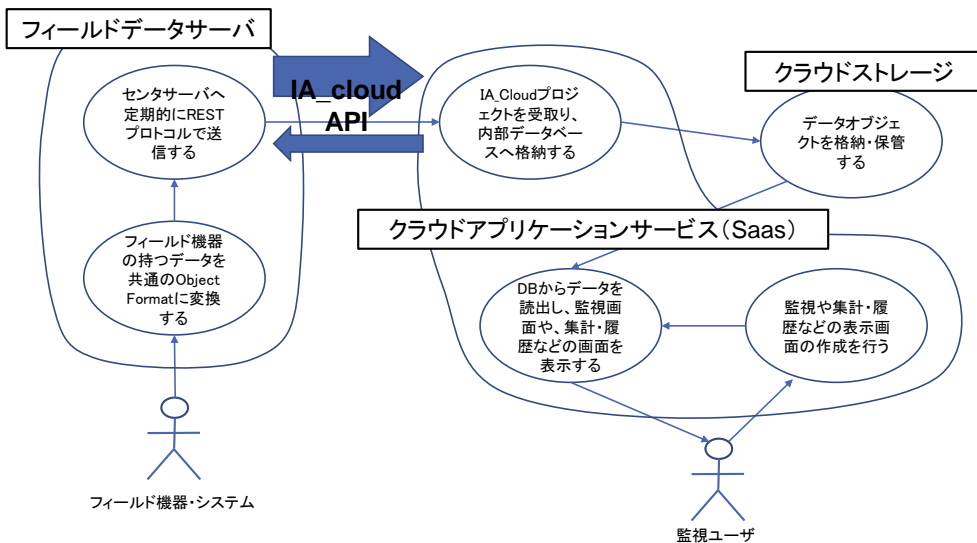 フィールドデータサーバ
センタサーバへ
定期的にREST
プロトコルで送
信する
フィールド機器
の持つデータを
共通のObject
Formatに変換
する
フィールド機器・システム
IA_cloud
API
IA_Cloudプロジ
ェクトを受取り、
内部データベー
スへ格納する
クラウドストレージ
データオブジェ
クトを格納・保管
する
クラウドアプリケーションサービス(Saas)
DBからデータを
読出し、監視画
面や、集計・履
歴などの画面を
表示する
監視や集計・履
歴などの表示画
面の作成を行う
監視ユーザ